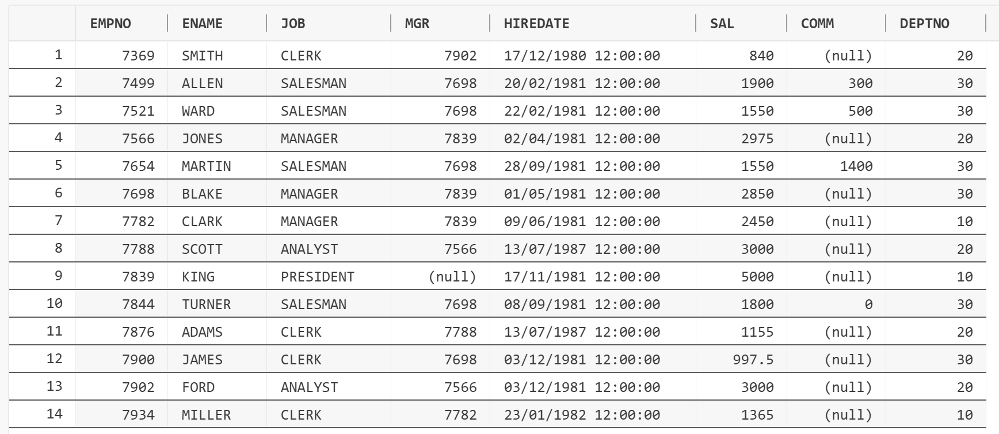 EMPNO ENAME JOB MGR HIREDATE SAL COMM DEPTNO
1 7369 SMITH CLERK 7902 17/12/1980 12:00:00 840 (null) 20
2 7499 ALLEN SALESMAN 7698 20/02/1981 12:00:00 1900 300 30
3 7521 WARD SALESMAN 7698 22/02/1981 12:00:00 1550 500 30
4 7566 JONES MANAGER 7839 02/04/1981 12:00:00 2975 (null) 20
5 7654 MARTIN SALESMAN 7698 28/09/1981 12:00:00 1550 1400 30
6 7698 BLAKE MANAGER 7839 01/05/1981 12:00:00 2850 (null) 30
7 7782 CLARK MANAGER 7839 09/06/1981 12:00:00 2450 (null) 10
8 7788 SCOTT ANALYST 7566 13/07/1987 12:00:00 3000 (null) 20
9 7839 KING PRESIDENT (null) 17/11/1981 12:00:00 5000 (null) 10
10 7844 TURNER SALESMAN 7698 08/09/1981 12:00:00 1800 0 30
11 7876 ADAMS CLERK 7788 13/07/1987 12:00:00 1155 (null) 20
12 7900 JAMES CLERK 7698 03/12/1981 12:00:00 997.5 (null) 30
13 7902 FORD ANALYST 7566 03/12/1981 12:00:00 3000 (null) 20
14 7934 MILLER CLERK 7782 23/01/1982 12:00:00 1365 (null) 10